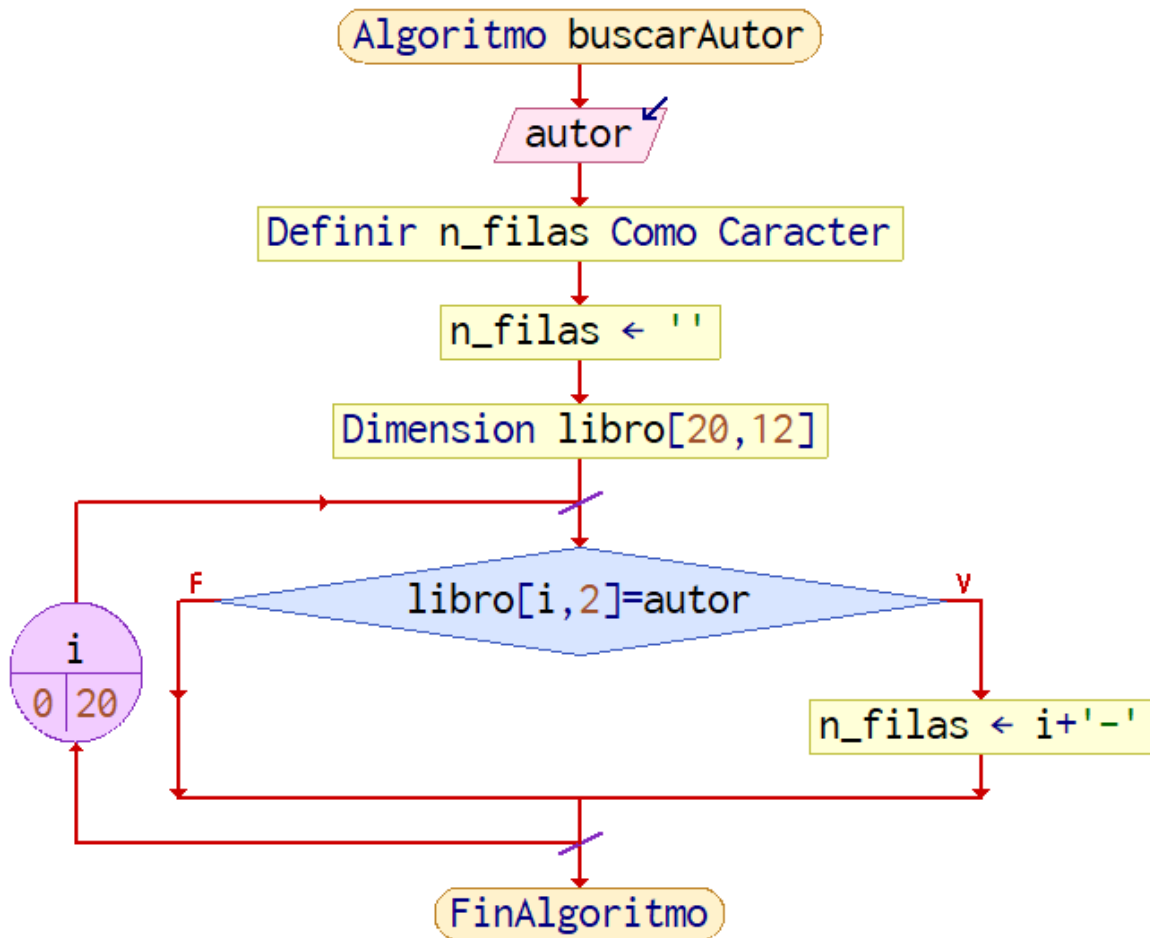 Algoritmo buscarAutor
autor
Definir n_filas Como Caracter
n_filas ← ''
Dimension libro[20,12]
F
V
libro[i,2]=autor
i
0 20
n_filas ← i+'-'
FinAlgoritmo